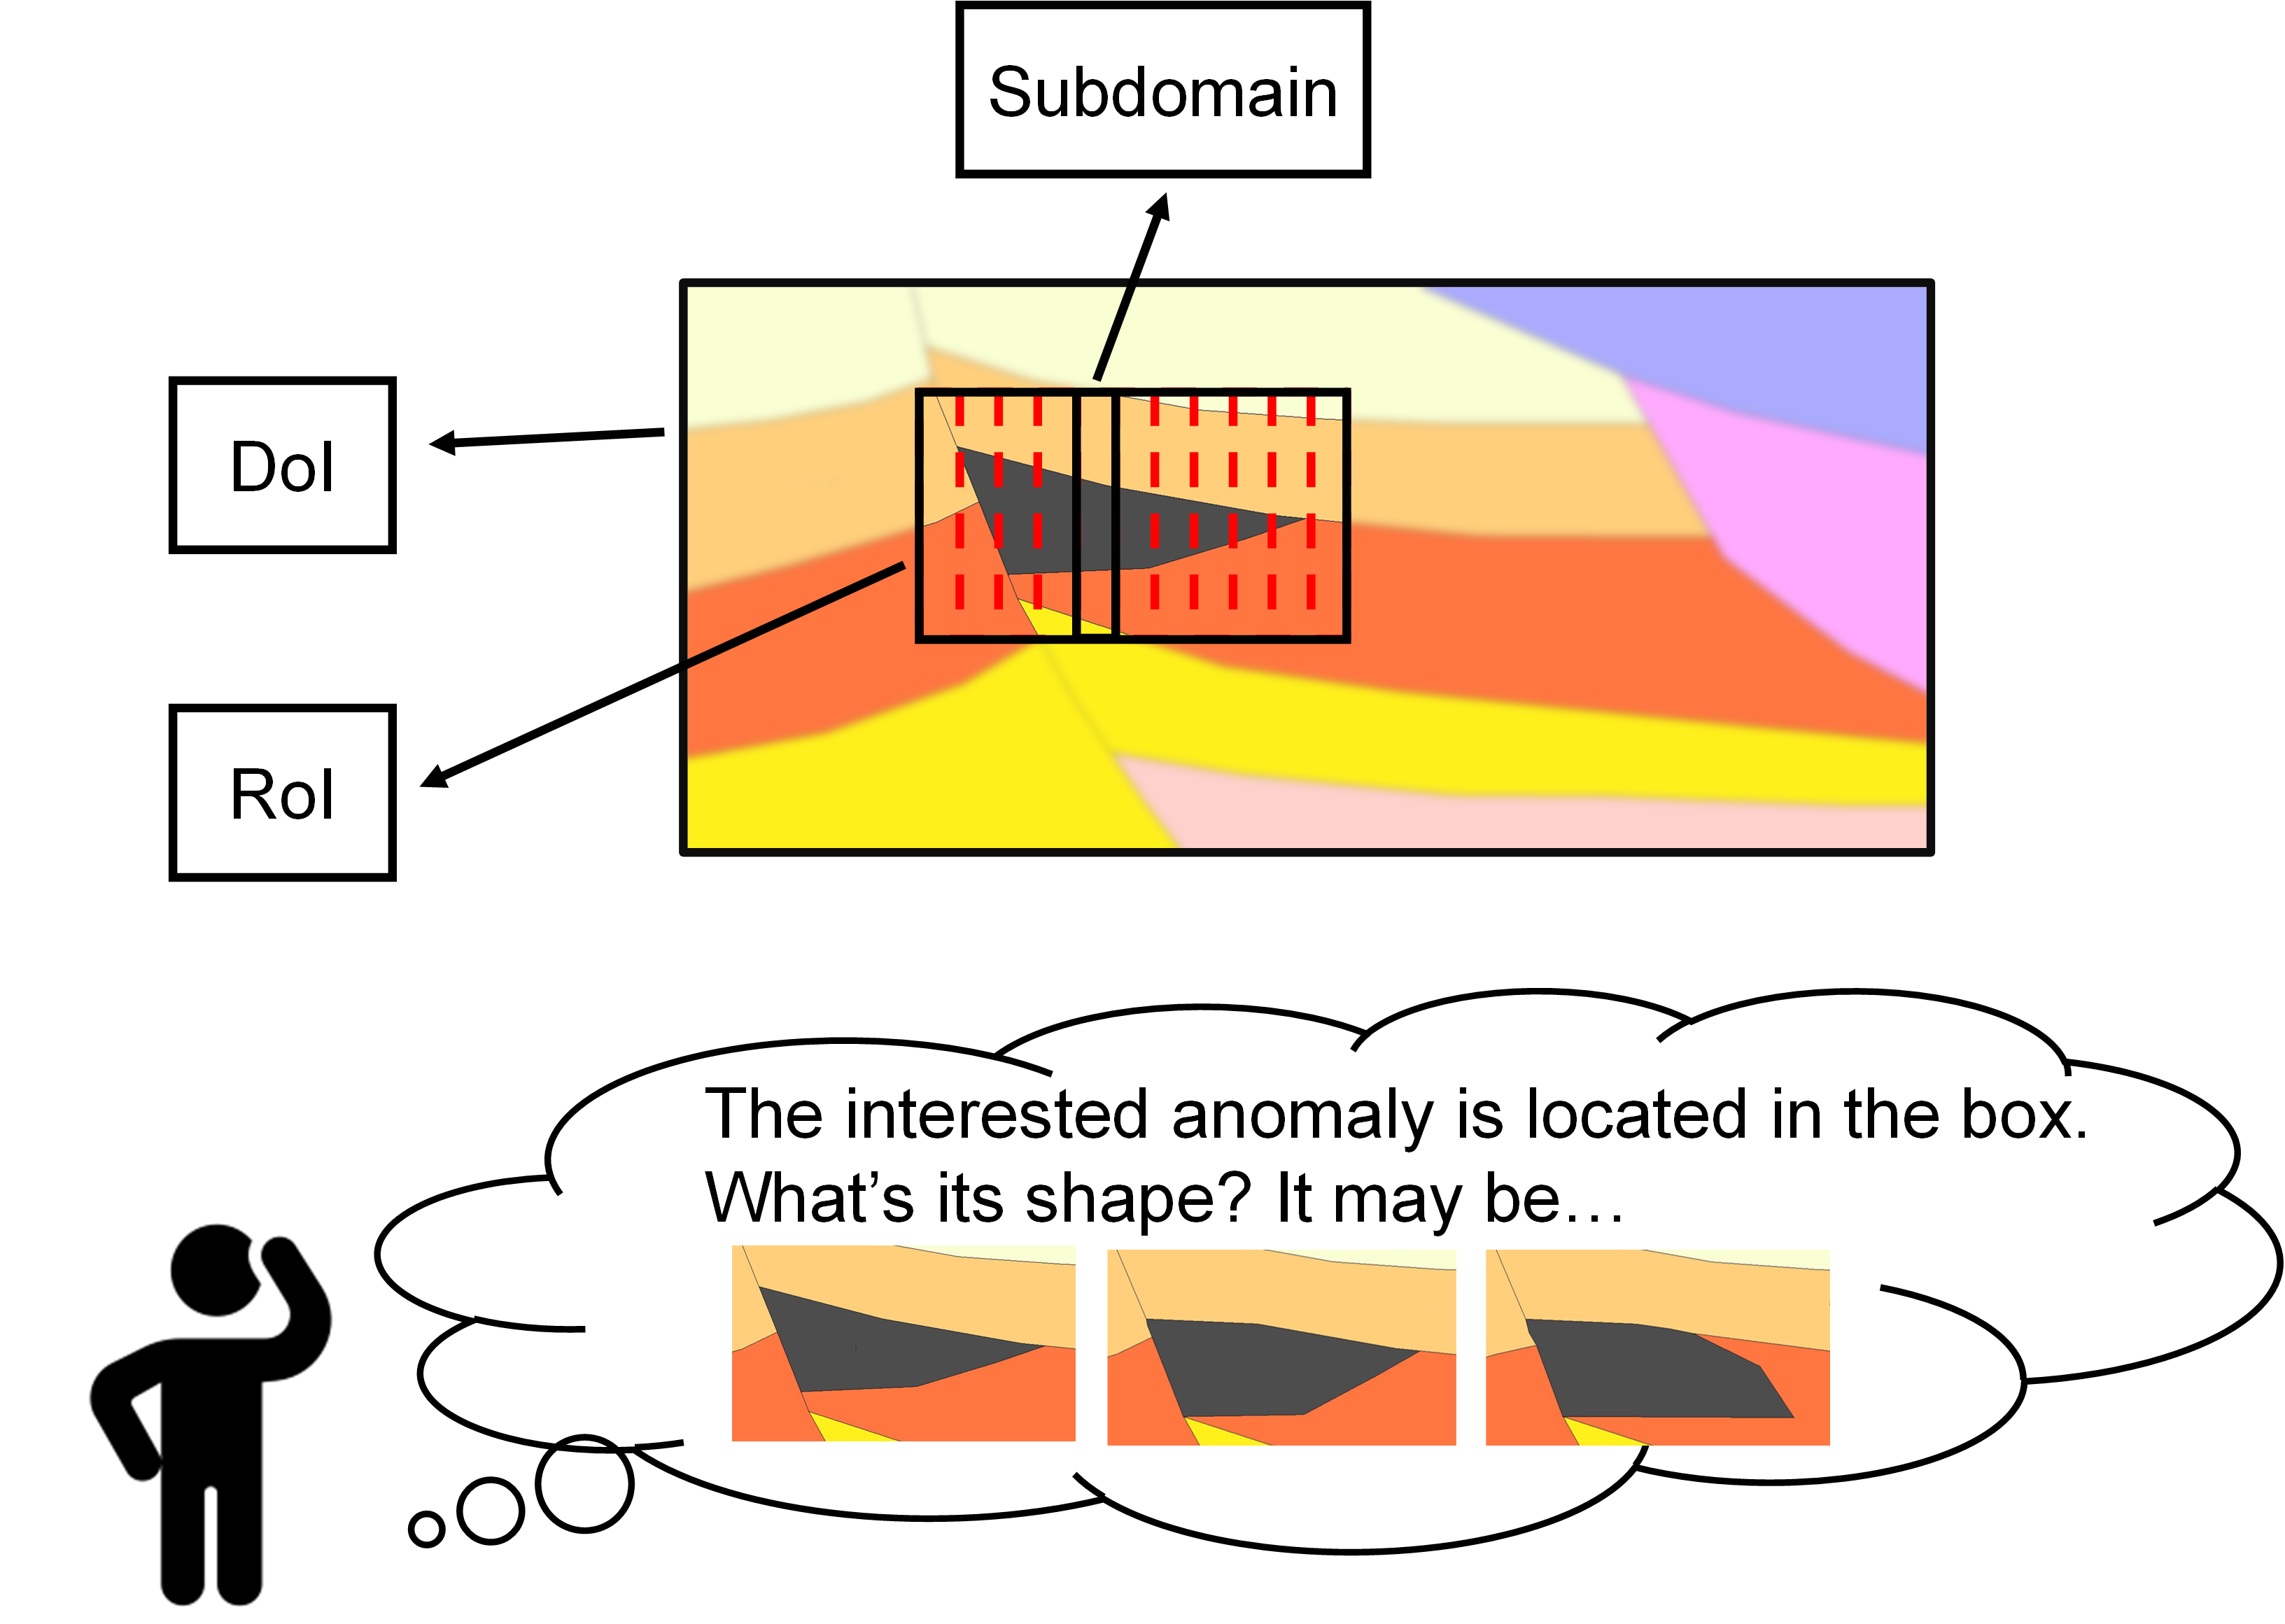 Subdomain
DoI
RoI
The interested anomaly is located in the box.
What's its shape? It may be...